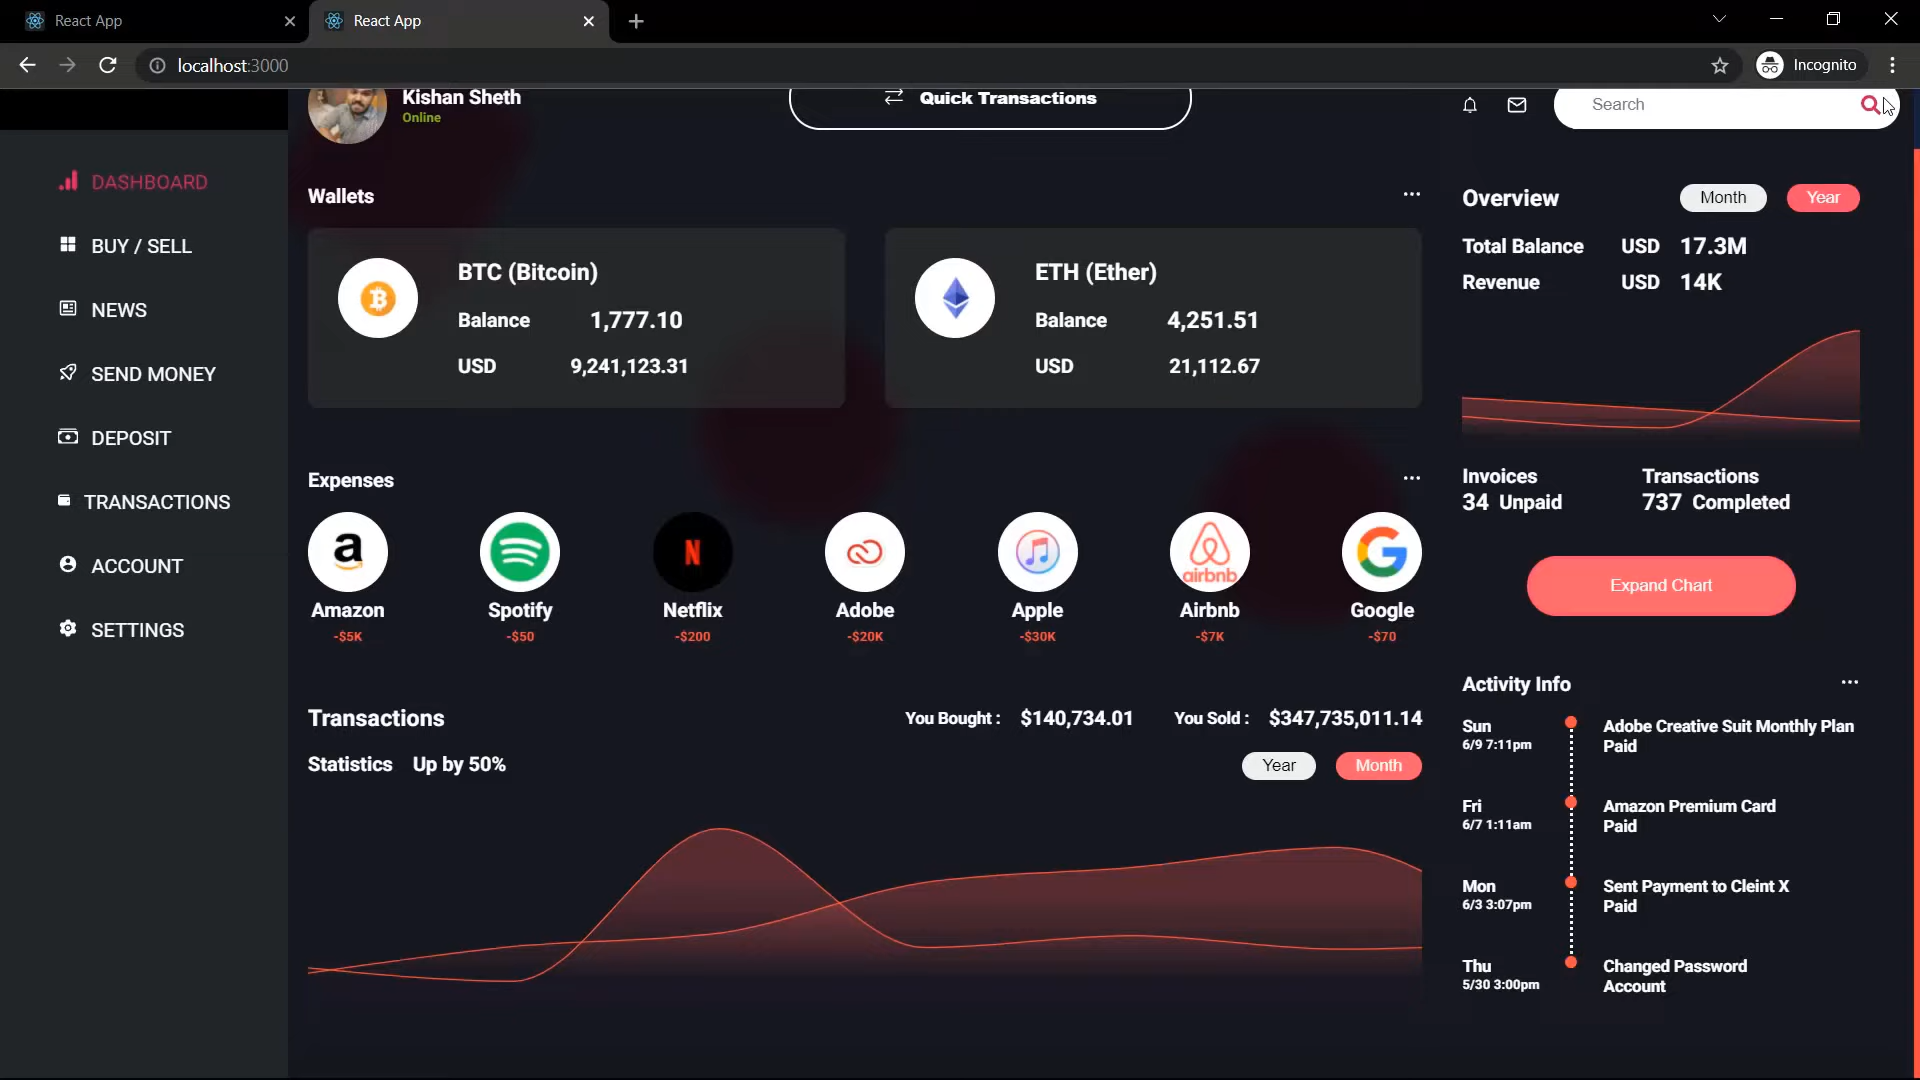 React App
React App
localhost:3000
Incognito
Kishan Sheth
Online
Quick Transactions
Search
DASHBOARD
BUY / SELL
NEWS
SEND MONEY
DEPOSIT
TRANSACTIONS
ACCOUNT
SETTINGS
Wallets
BTC (Bitcoin)
Balance 1,777.10
USD 9,241,123.31
ETH (Ether)
Balance 4,251.51
USD 21,112.67
Expenses
a
N
airbnb
Amazon Spotify Netflix Adobe Apple Airbnb Google
-$5K -$50 -$200 -$20K -$30K -$7K -$70
Transactions
You Bought : $140,734.01 You Sold : $347,735,011.14
Statistics Up by 50%
Year Month
Overview
Month Year
Total Balance USD 17.3M
Revenue USD 14K
Invoices Transactions
34 Unpaid 737 Completed
Expand Chart
Activity Info
Sun
6/9 7:11pm
Adobe Creative Suit Monthly Plan
Paid
Fri
6/7 1:11am
Amazon Premium Card
Paid
Mon
6/3 3:07pm
Sent Payment to Cleint X
Paid
Thu
5/30 3:00pm
Changed Password
Account